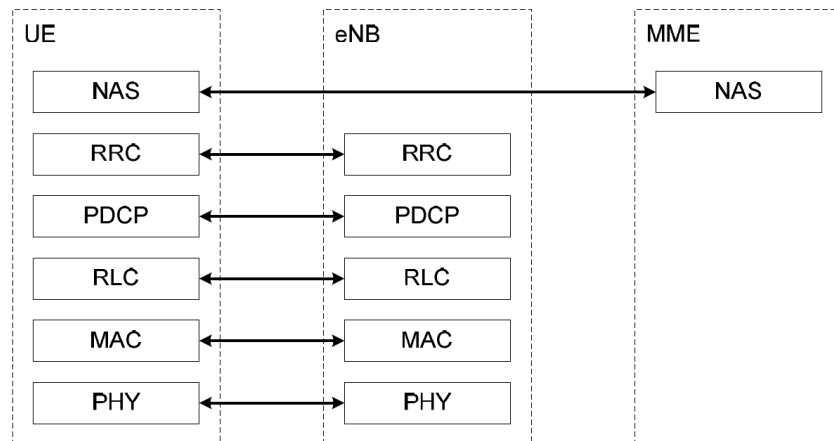 UE eNB MME
NAS NAS
RRC RRC
PDCP PDCP
RLC RLC
MAC MAC
PHY PHY